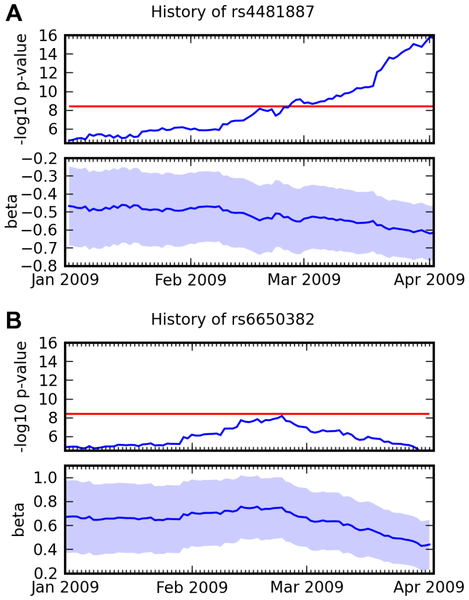 A
History of rs4481887
-log10 p-value
16
14
12
10
8
6
beta
−0.2
−0.3
−0.4
−0.5
−0.6
−0.7
−0.8
Jan 2009 Feb 2009 Mar 2009 Apr 2009
B
History of rs6650382
-log10 p-value
16
14
12
10
8
6
beta
1.0
0.8
0.6
0.4
0.2
Jan 2009 Feb 2009 Mar 2009 Apr 2009